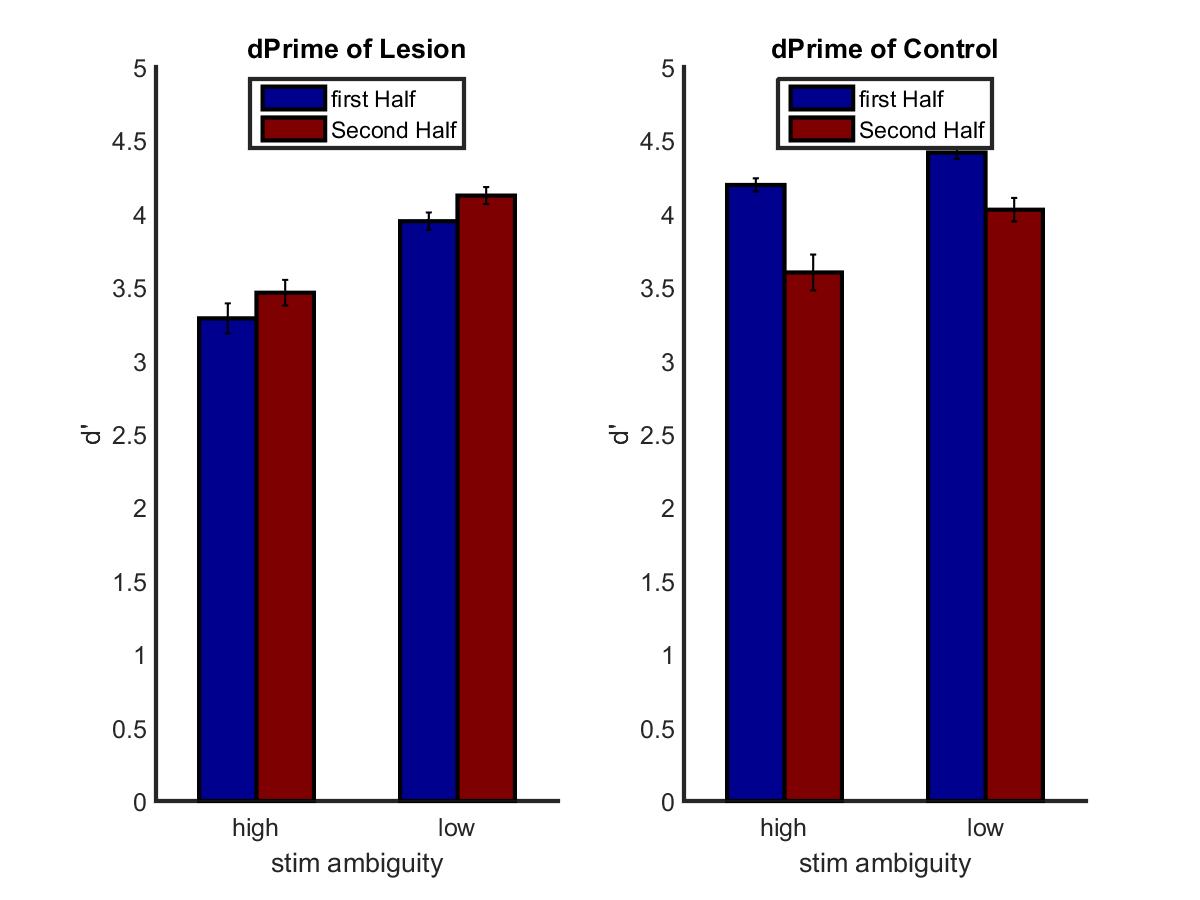 dPrime of Lesion
first Half
Second Half
5
4.5
4
3.5
3
2.5
2
1.5
1
0.5
0
d'
high low
stim ambiguity
dPrime of Control
first Half
Second Half
5
4.5
4
3.5
3
2.5
2
1.5
1
0.5
0
d'
high low
stim ambiguity